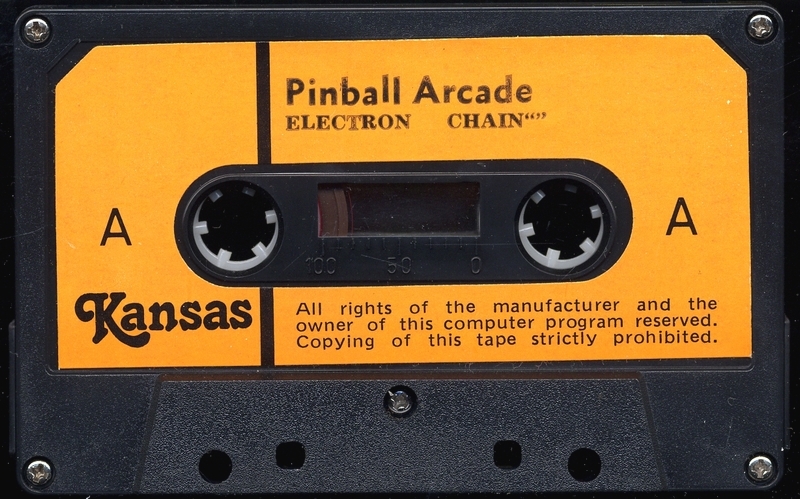 Pinball Arcade
ELECTRON CHAIN“”
A A
100 50 0
Kansas
All rights of the manufacturer and the
owner of this computer program reserved.
Copying of this tape strictly prohibited.